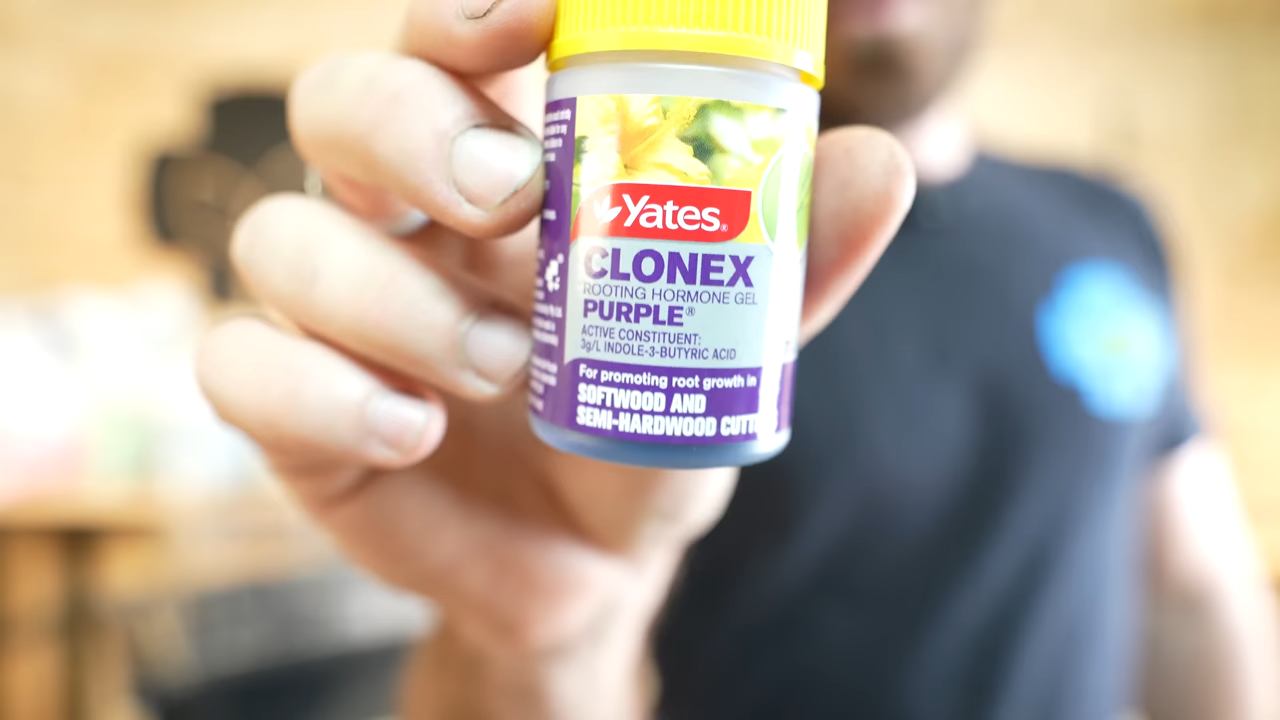 Yates®
CLONEX
ROOTING HORMONE GEL
PURPLE®
ACTIVE CONSTITUENT:
3g/L INDOLE-3-BUTYRIC ACID
For promoting root growth in
SOFTWOOD AND
SEMI-HARDWOOD CUTT